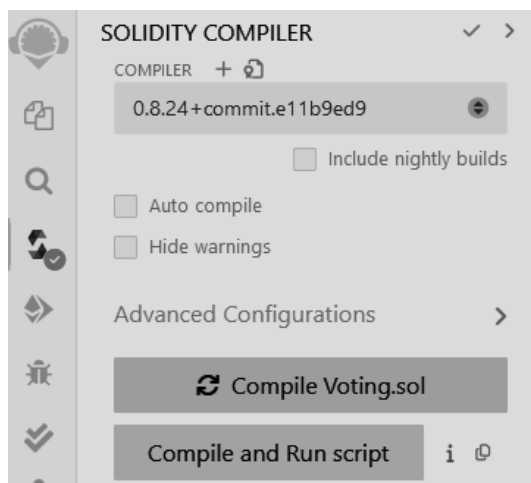 SOLIDITY COMPILER
COMPILER
0.8.24+commit.e11b9ed9
Include nightly builds
Auto compile
Hide warnings
Advanced Configurations
Compile Voting.sol
Compile and Run script